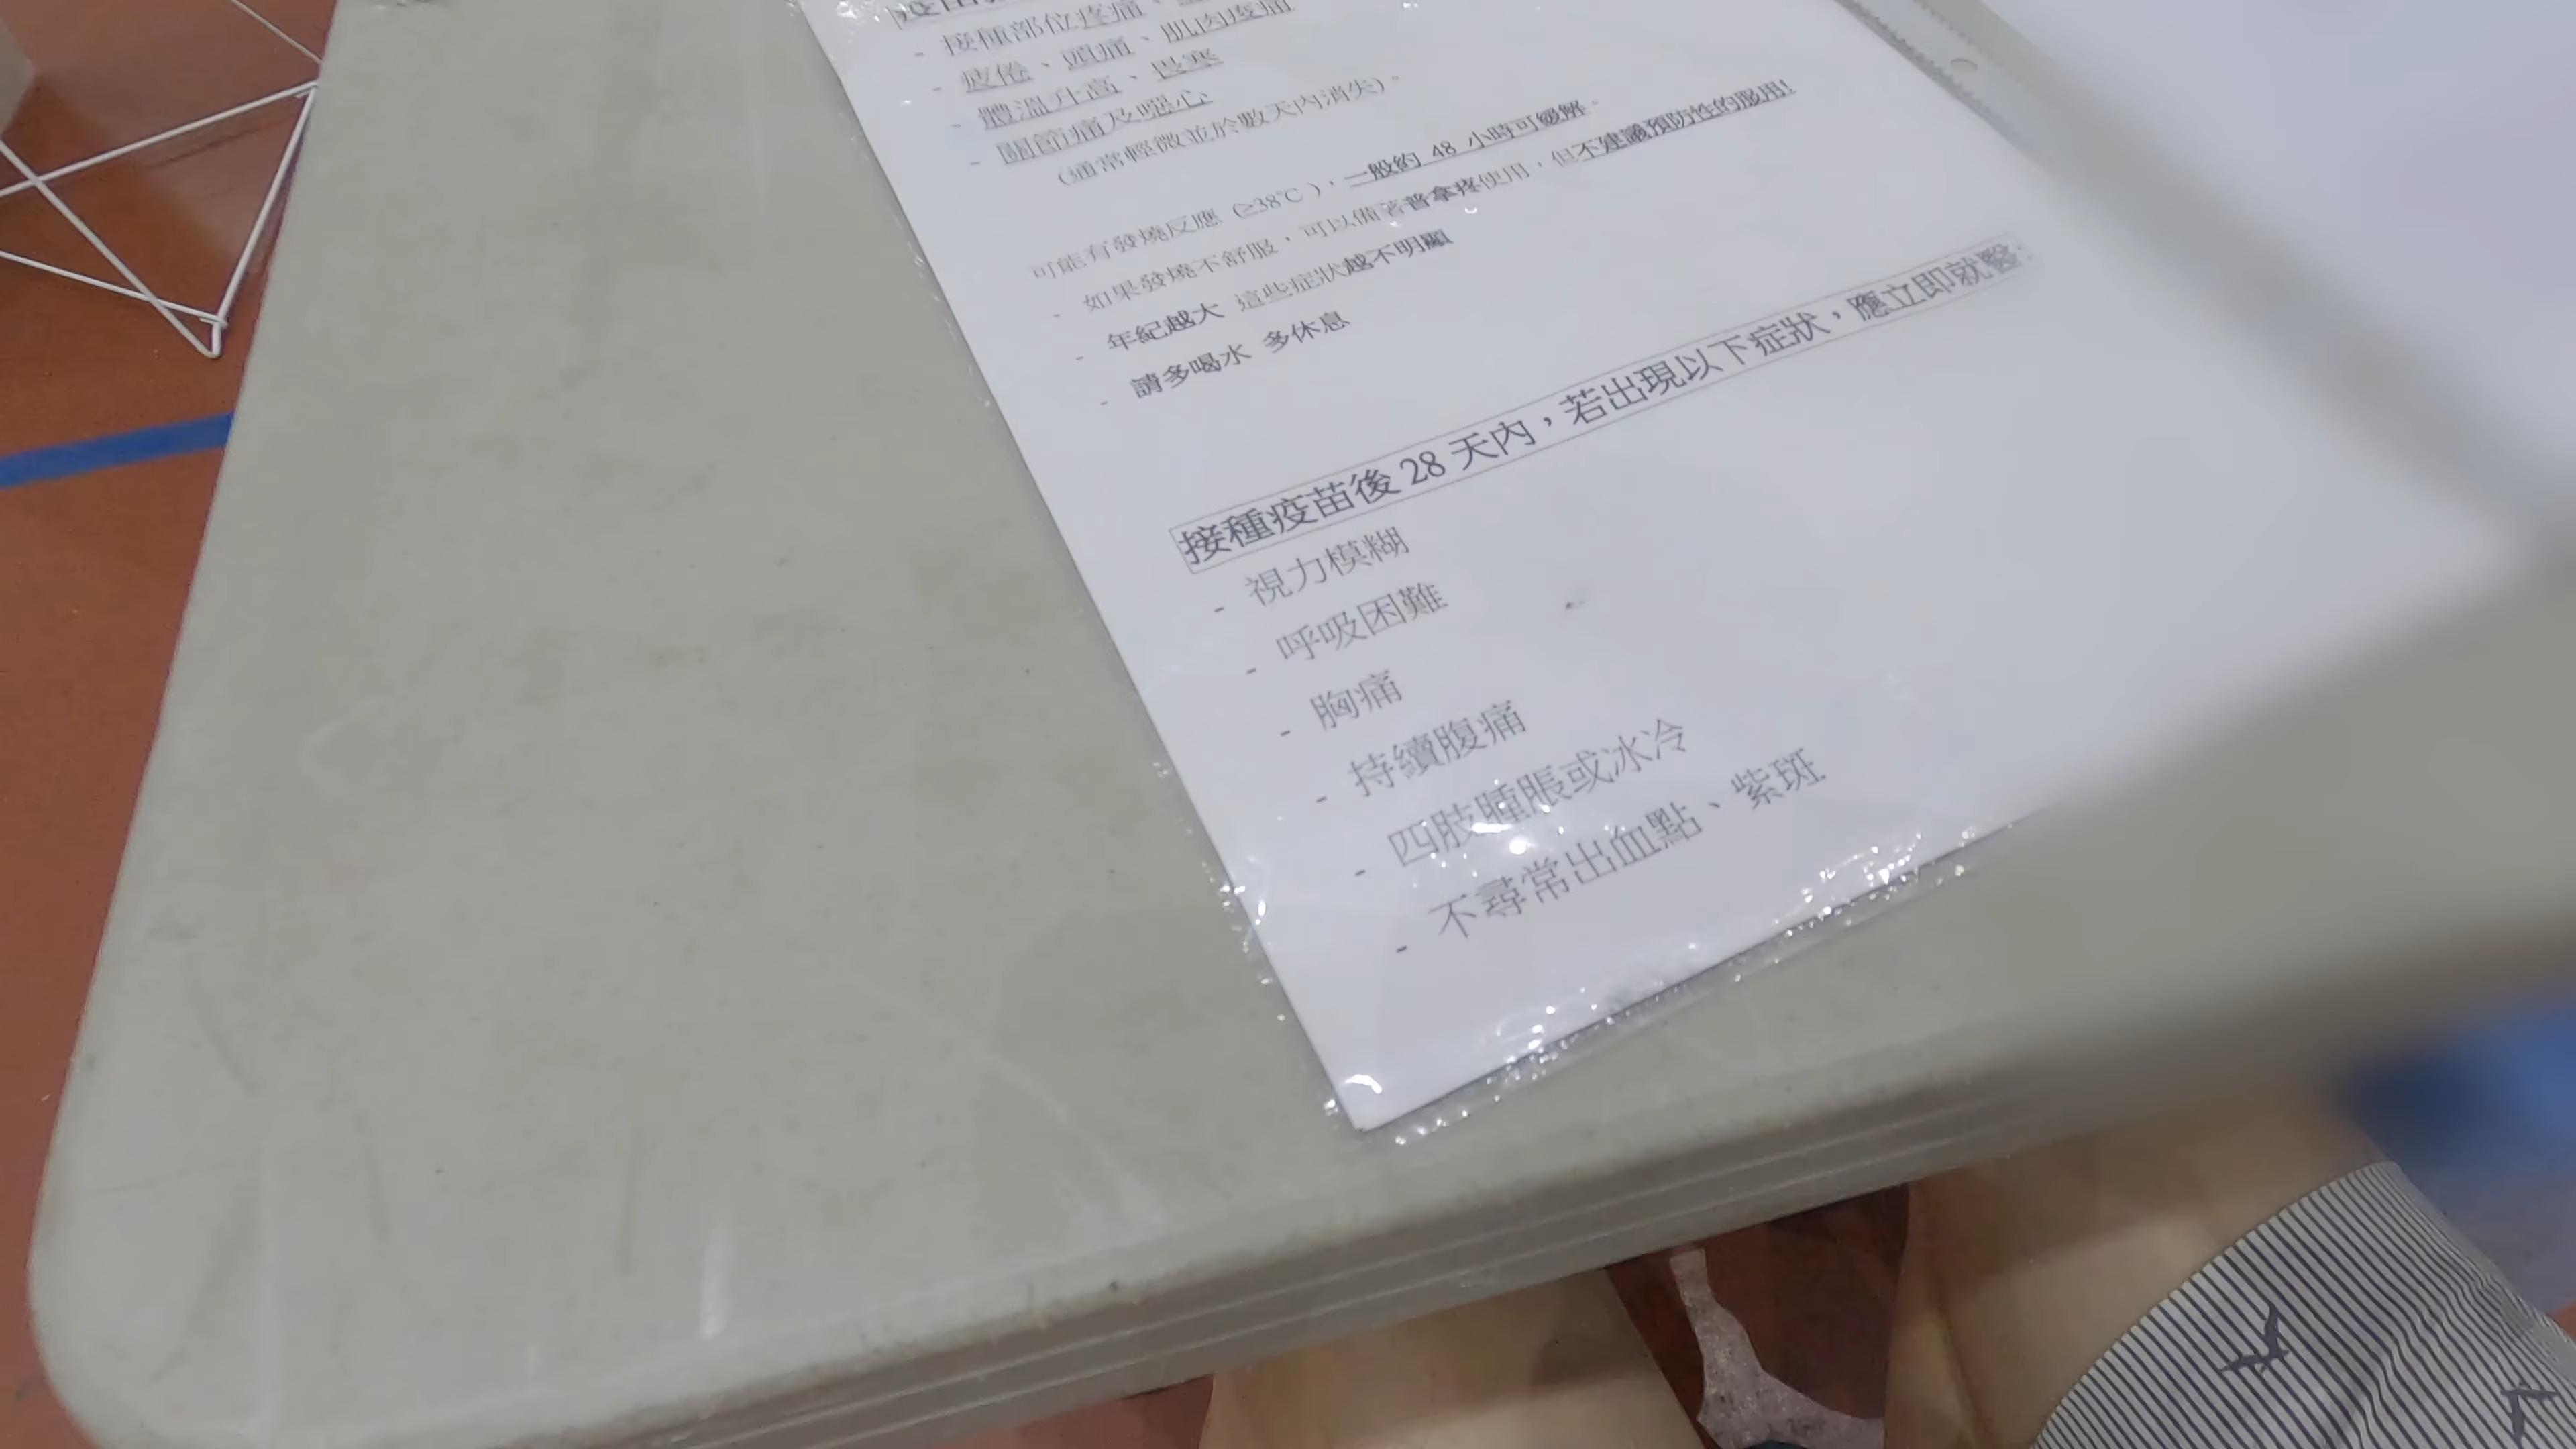 - 接種部位疼痛、
- 疲倦、頭痛、肌肉痠痛
- 體溫升高、畏寒
- 關節痛及噁心
(通常輕微並於數天內消失)。
可能有發燒反應 (≥38℃),一般約 48 小時可緩解。
- 如果發燒不舒服,可以備著普拿疼使用,但不建議預防性的服用!
- 年紀越大 這些症狀越不明顯
- 請多喝水 多休息
接種疫苗後 28 天內,若出現以下症狀,應立即就醫:
- 視力模糊
- 呼吸困難
- 胸痛
- 持續腹痛
- 四肢腫脹或冰冷
- 不尋常出血點、紫斑